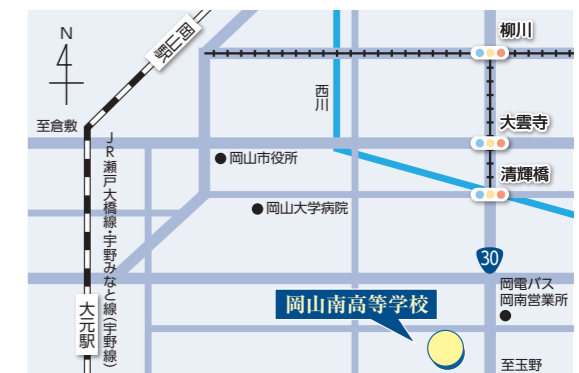 N
岡山駅
柳川
西川
至倉敷
大雲寺
岡山市役所
清輝橋
岡山大学病院
JR瀬戸大橋線・宇野みなと線(宇野線)
30
岡電バス
岡南営業所
大元駅
岡山南高等学校
至玉野